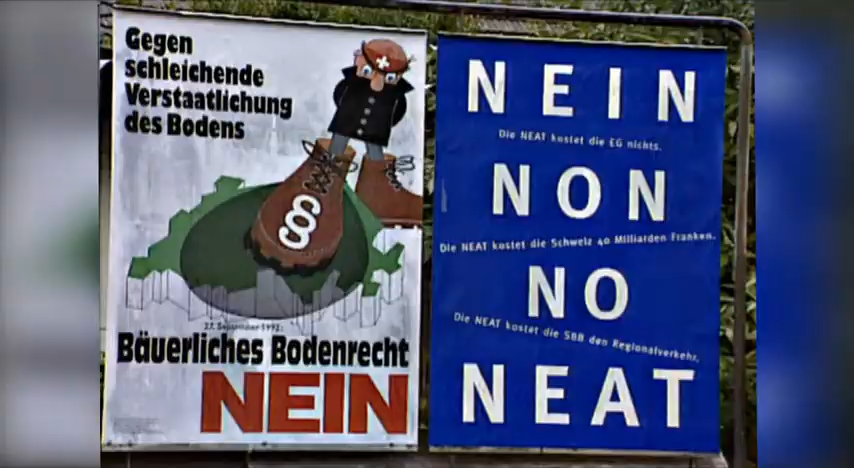 Gegen
schleichende
Verstaatlichung
des Bodens
§
27. September 1992:
Bäuerliches Bodenrecht
NEIN
NEIN
Die NEAT kostet die EG nichts.
NON
Die NEAT kostet die Schweiz 40 Milliarden Franken.
NO
Die NEAT kostet die SBB den Regionalverkehr.
NEAT